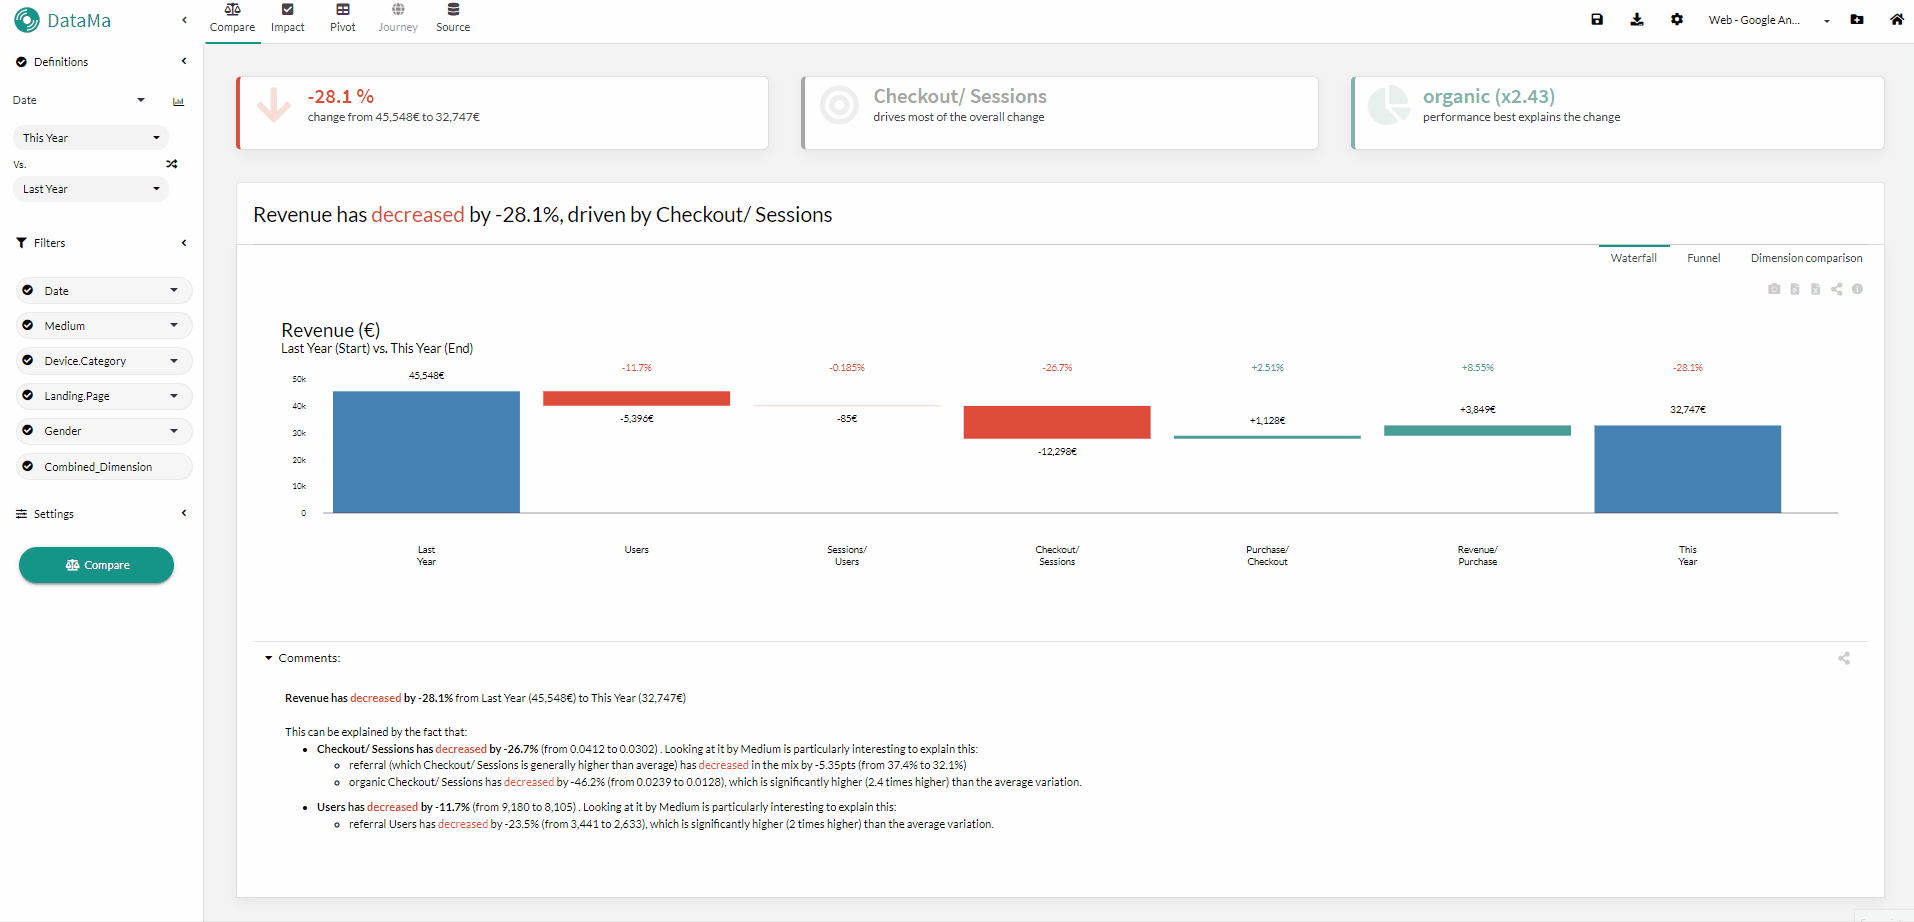 DataMa
Compare
Impact
Pivot
Journey
Source
Web - Google An...
Definitions
Date
This Year
Vs.
Last Year
Filters
Date
Medium
Device.Category
Landing.Page
Gender
Combined_Dimension
Settings
Compare
-28.1 %
change from 45,548€ to 32,747€
Checkout/ Sessions
drives most of the overall change
organic (x2.43)
performance best explains the change
Revenue has decreased by -28.1%, driven by Checkout/ Sessions
Waterfall
Funnel
Dimension comparison
Revenue (€)
Last Year (Start) vs. This Year (End)
50k
40k
30k
20k
10k
0
45,548€
-11.7%
-5,396€
-0.185%
-85€
-26.7%
-12,298€
+2.51%
+1,128€
+8.55%
+3,849€
-28.1%
32,747€
Last
Year
Users
Sessions/
Users
Checkout/
Sessions
Purchase/
Checkout
Revenue/
Purchase
This
Year
Comments:
Revenue has decreased by -28.1% from Last Year (45,548€) to This Year (32,747€)
This can be explained by the fact that:
Checkout/ Sessions has decreased by -26.7% (from 0.0412 to 0.0302) . Looking at it by Medium is particularly interesting to explain this:
referral (which Checkout/ Sessions is generally higher than average) has decreased in the mix by -5.35pts (from 37.4% to 32.1%)
organic Checkout/ Sessions has decreased by -46.2% (from 0.0239 to 0.0128), which is significantly higher (2.4 times higher) than the average variation.
Users has decreased by -11.7% (from 9,180 to 8,105) . Looking at it by Medium is particularly interesting to explain this:
referral Users has decreased by -23.5% (from 3,441 to 2,633), which is significantly higher (2 times higher) than the average variation.